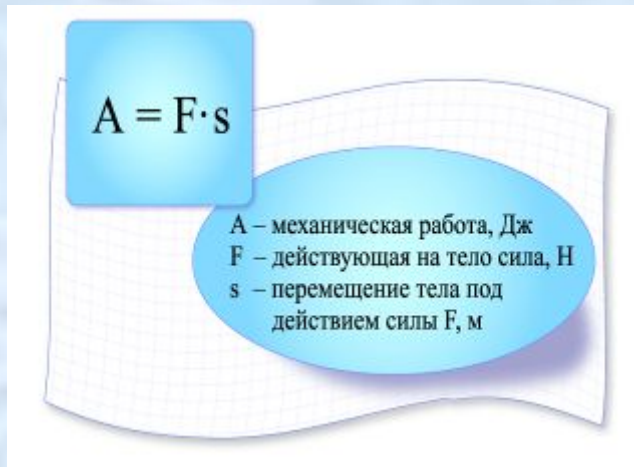 A = F·s
A – механическая работа, Дж
F – действующая на тело сила, Н
s – перемещение тела под
действием силы F, м